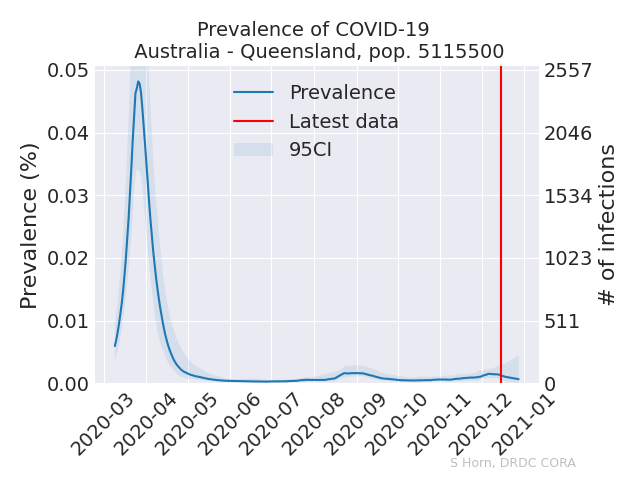 Prevalence of COVID-19
Australia - Queensland, pop. 5115500
Prevalence (%)
0.05
0.04
0.03
0.02
0.01
0.00
Prevalence
Latest data
95CI
2557
2046
1534
1023
511
0
# of infections
2020-03
2020-04
2020-05
2020-06
2020-07
2020-08
2020-09
2020-10
2020-11
2020-12
2021-01
S Horn, DRDC CORA